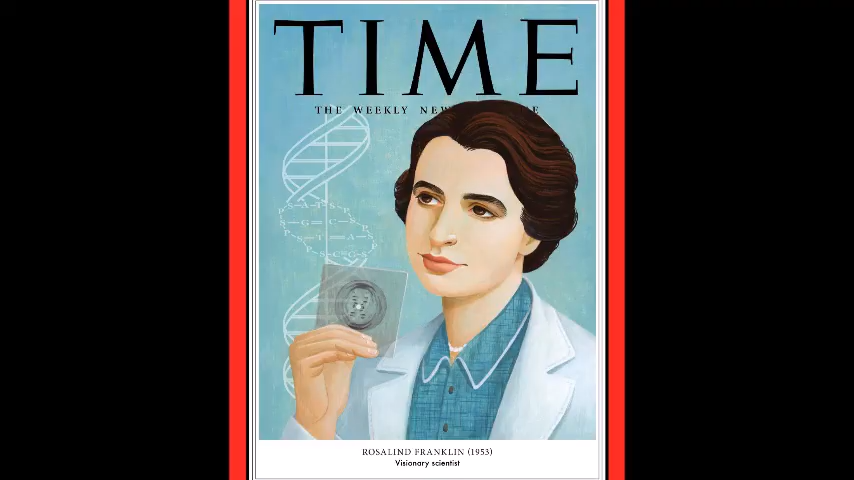 TIME
THE WEEKLY
ROSALIND FRANKLIN (1953)
Visionary scientist